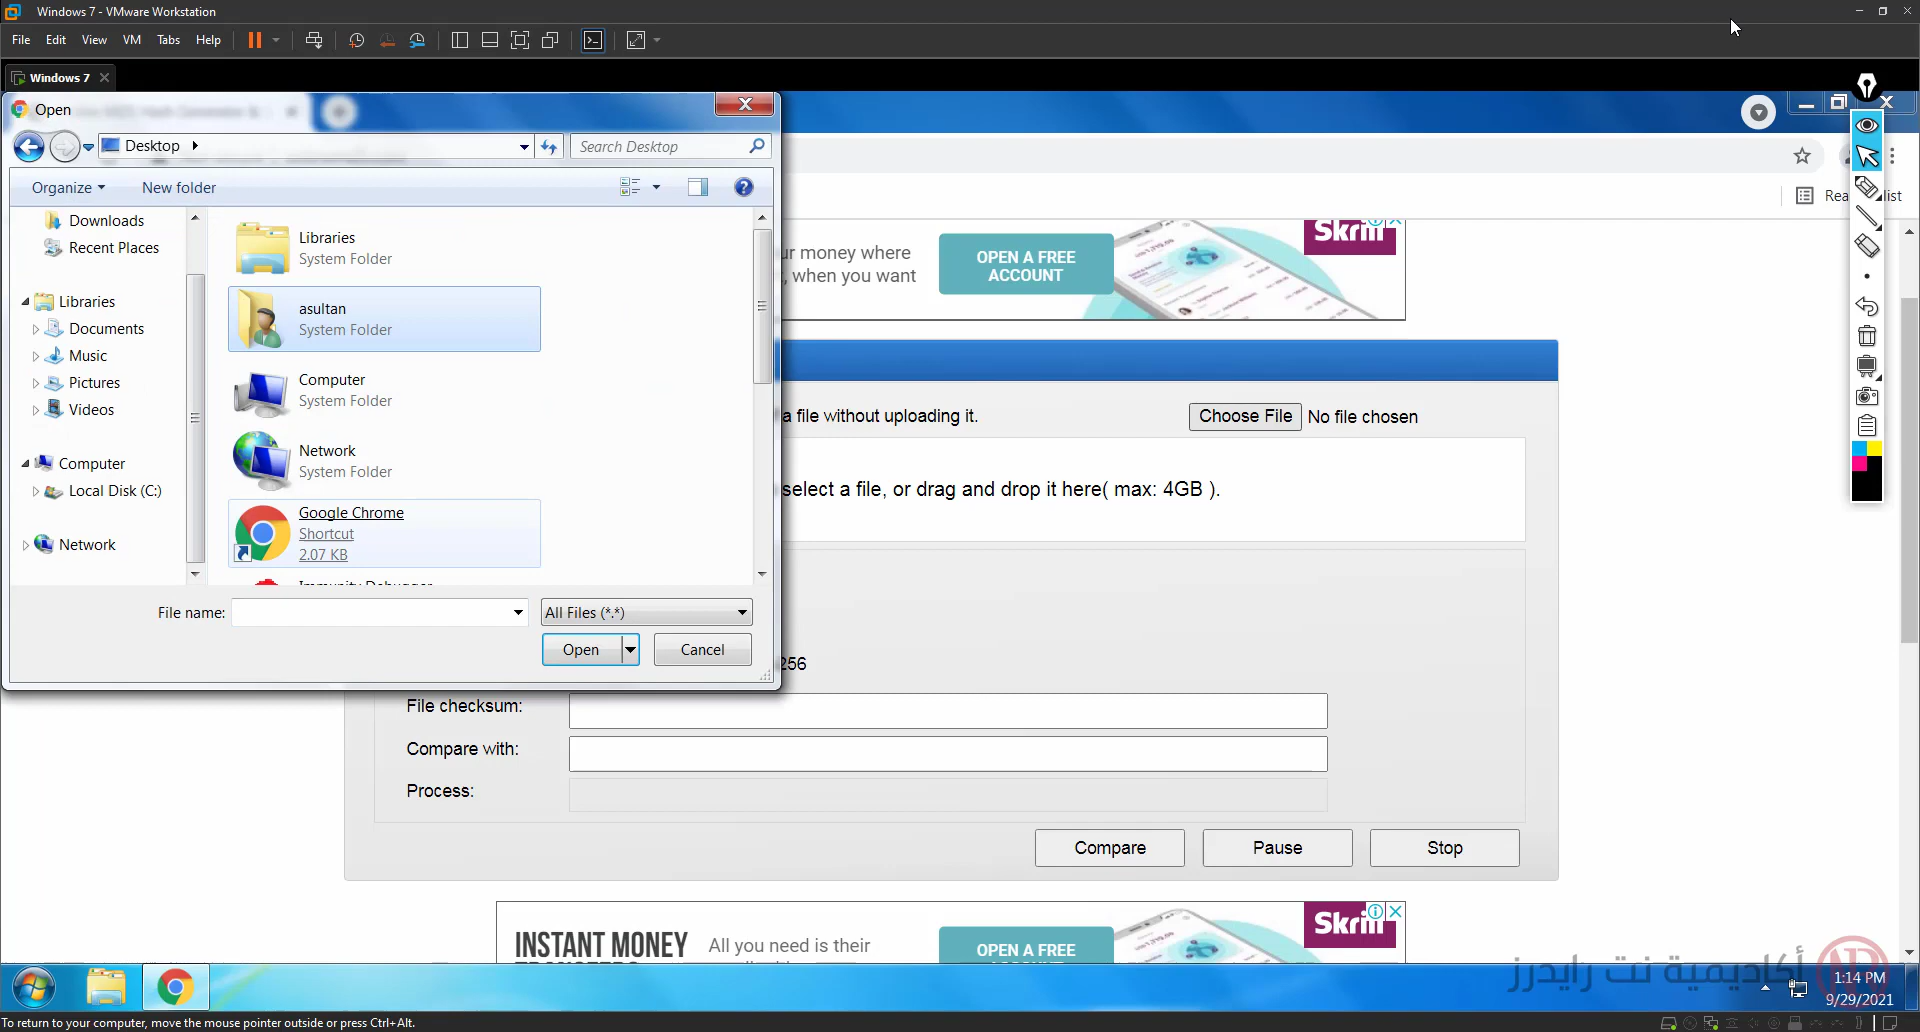 Windows 7 - VMware Workstation
File Edit View VM Tabs Help
Windows 7
Open
Desktop
Search Desktop
Organize New folder
Downloads
Recent Places
Libraries
Documents
Music
Pictures
Videos
Computer
Local Disk (C:)
Network
Libraries
System Folder
asultan
System Folder
Computer
System Folder
Network
System Folder
Google Chrome
Shortcut
2.07 KB
Immunity Debugger
File name:
All Files (*.*)
Open Cancel
Rea list
ur money where
, when you want
OPEN A FREE
ACCOUNT
Skrill
a file without uploading it.
Choose File No file chosen
select a file, or drag and drop it here( max: 4GB ).
256
File checksum:
Compare with:
Process:
Compare Pause Stop
INSTANT MONEY All you need is their
OPEN A FREE
Skrill
أكاديمية نت رايدرز
1:14 PM
9/29/2021
To return to your computer, move the mouse pointer outside or press Ctrl+Alt.